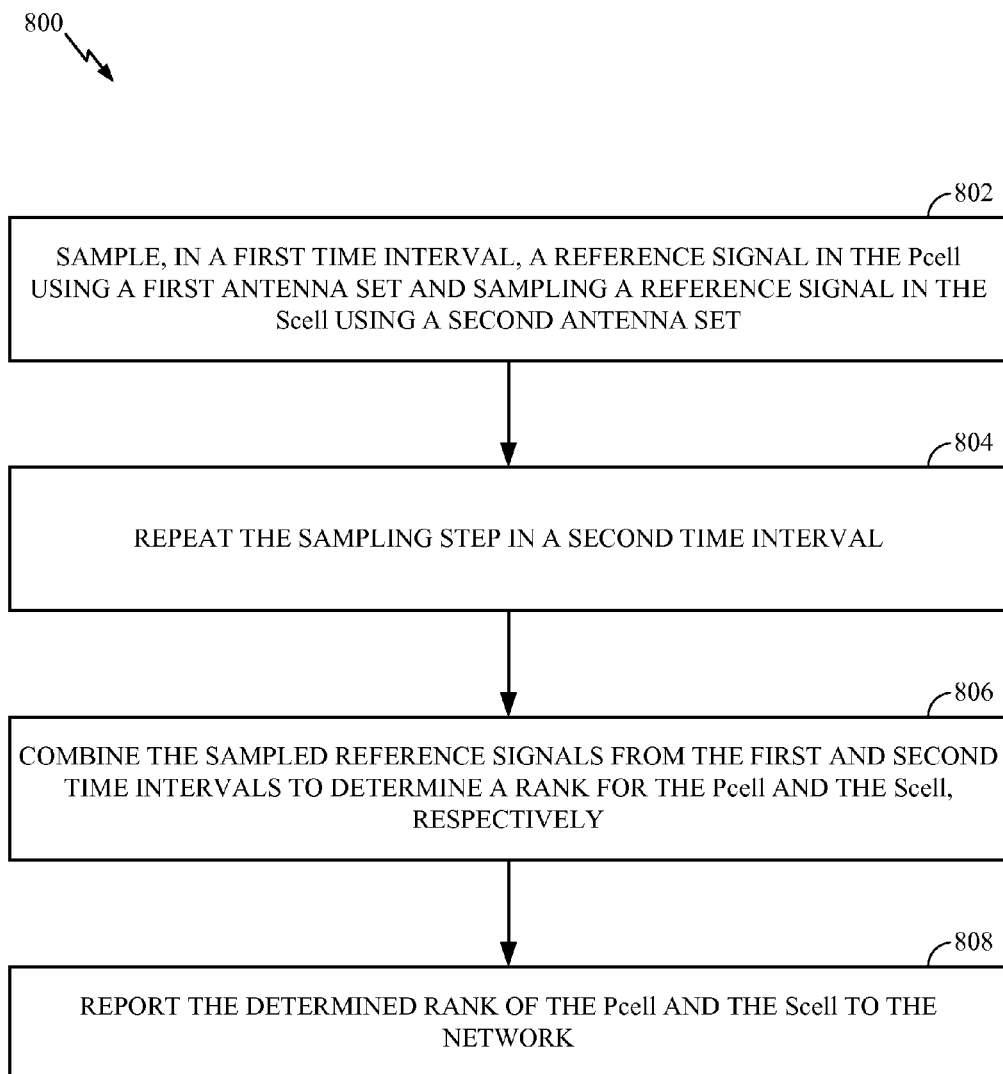 800
802
SAMPLE, IN A FIRST TIME INTERVAL, A REFERENCE SIGNAL IN THE Pcell
USING A FIRST ANTENNA SET AND SAMPLING A REFERENCE SIGNAL IN THE
Scell USING A SECOND ANTENNA SET
804
REPEAT THE SAMPLING STEP IN A SECOND TIME INTERVAL
806
COMBINE THE SAMPLED REFERENCE SIGNALS FROM THE FIRST AND SECOND
TIME INTERVALS TO DETERMINE A RANK FOR THE Pcell AND THE Scell,
RESPECTIVELY
808
REPORT THE DETERMINED RANK OF THE Pcell AND THE Scell TO THE
NETWORK